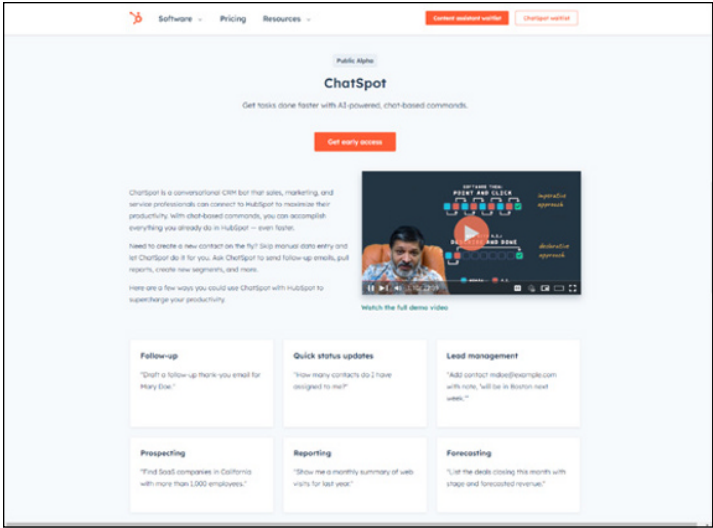 Software
Pricing
Resources
Content assistant waitlist
ChatSpot waitlist
Public Alpha
ChatSpot
Get tasks done faster with AI-powered, chat-based commands.
Get early access
ChatSpot is a conversational CRM bot that sales, marketing, and
service professionals can connect to HubSpot to maximize their
productivity. With chat-based commands, you can accomplish
everything you already do in HubSpot — even faster.
Need to create a new contact on the fly? Skip manual data entry and
let ChatSpot do it for you. Ask ChatSpot to send follow-up emails, pull
reports, create new segments, and more.
Here are a few ways you could use ChatSpot with HubSpot to
supercharge your productivity.
SOFTWARE THEN:
POINT AND CLICK
imperative
approach
DESCRIBE AND DONE
declarative
approach
Watch the full demo video
Follow-up
"Draft a follow-up thank-you email for
Mary Doe."
Quick status updates
"How many contacts do I have
assigned to me?"
Lead management
"Add contact mdoe@example.com
with note, 'will be in Boston next
week.'"
Prospecting
"Find SaaS companies in California
with more than 1,000 employees."
Reporting
"Show me a monthly summary of web
visits for last year."
Forecasting
"List the deals closing this month with
stage and forecasted revenue."